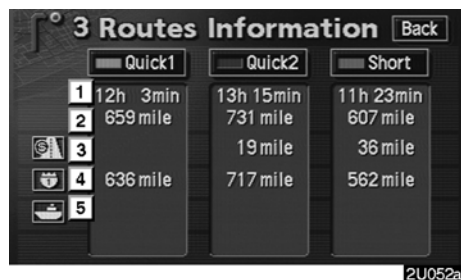 3 Routes Information Back
Quick1 Quick2 Short
1 12h 3min 13h 15min 11h 23min
2 659 mile 731 mile 607 mile
3 19 mile 36 mile
4 636 mile 717 mile 562 mile
5
2U052a